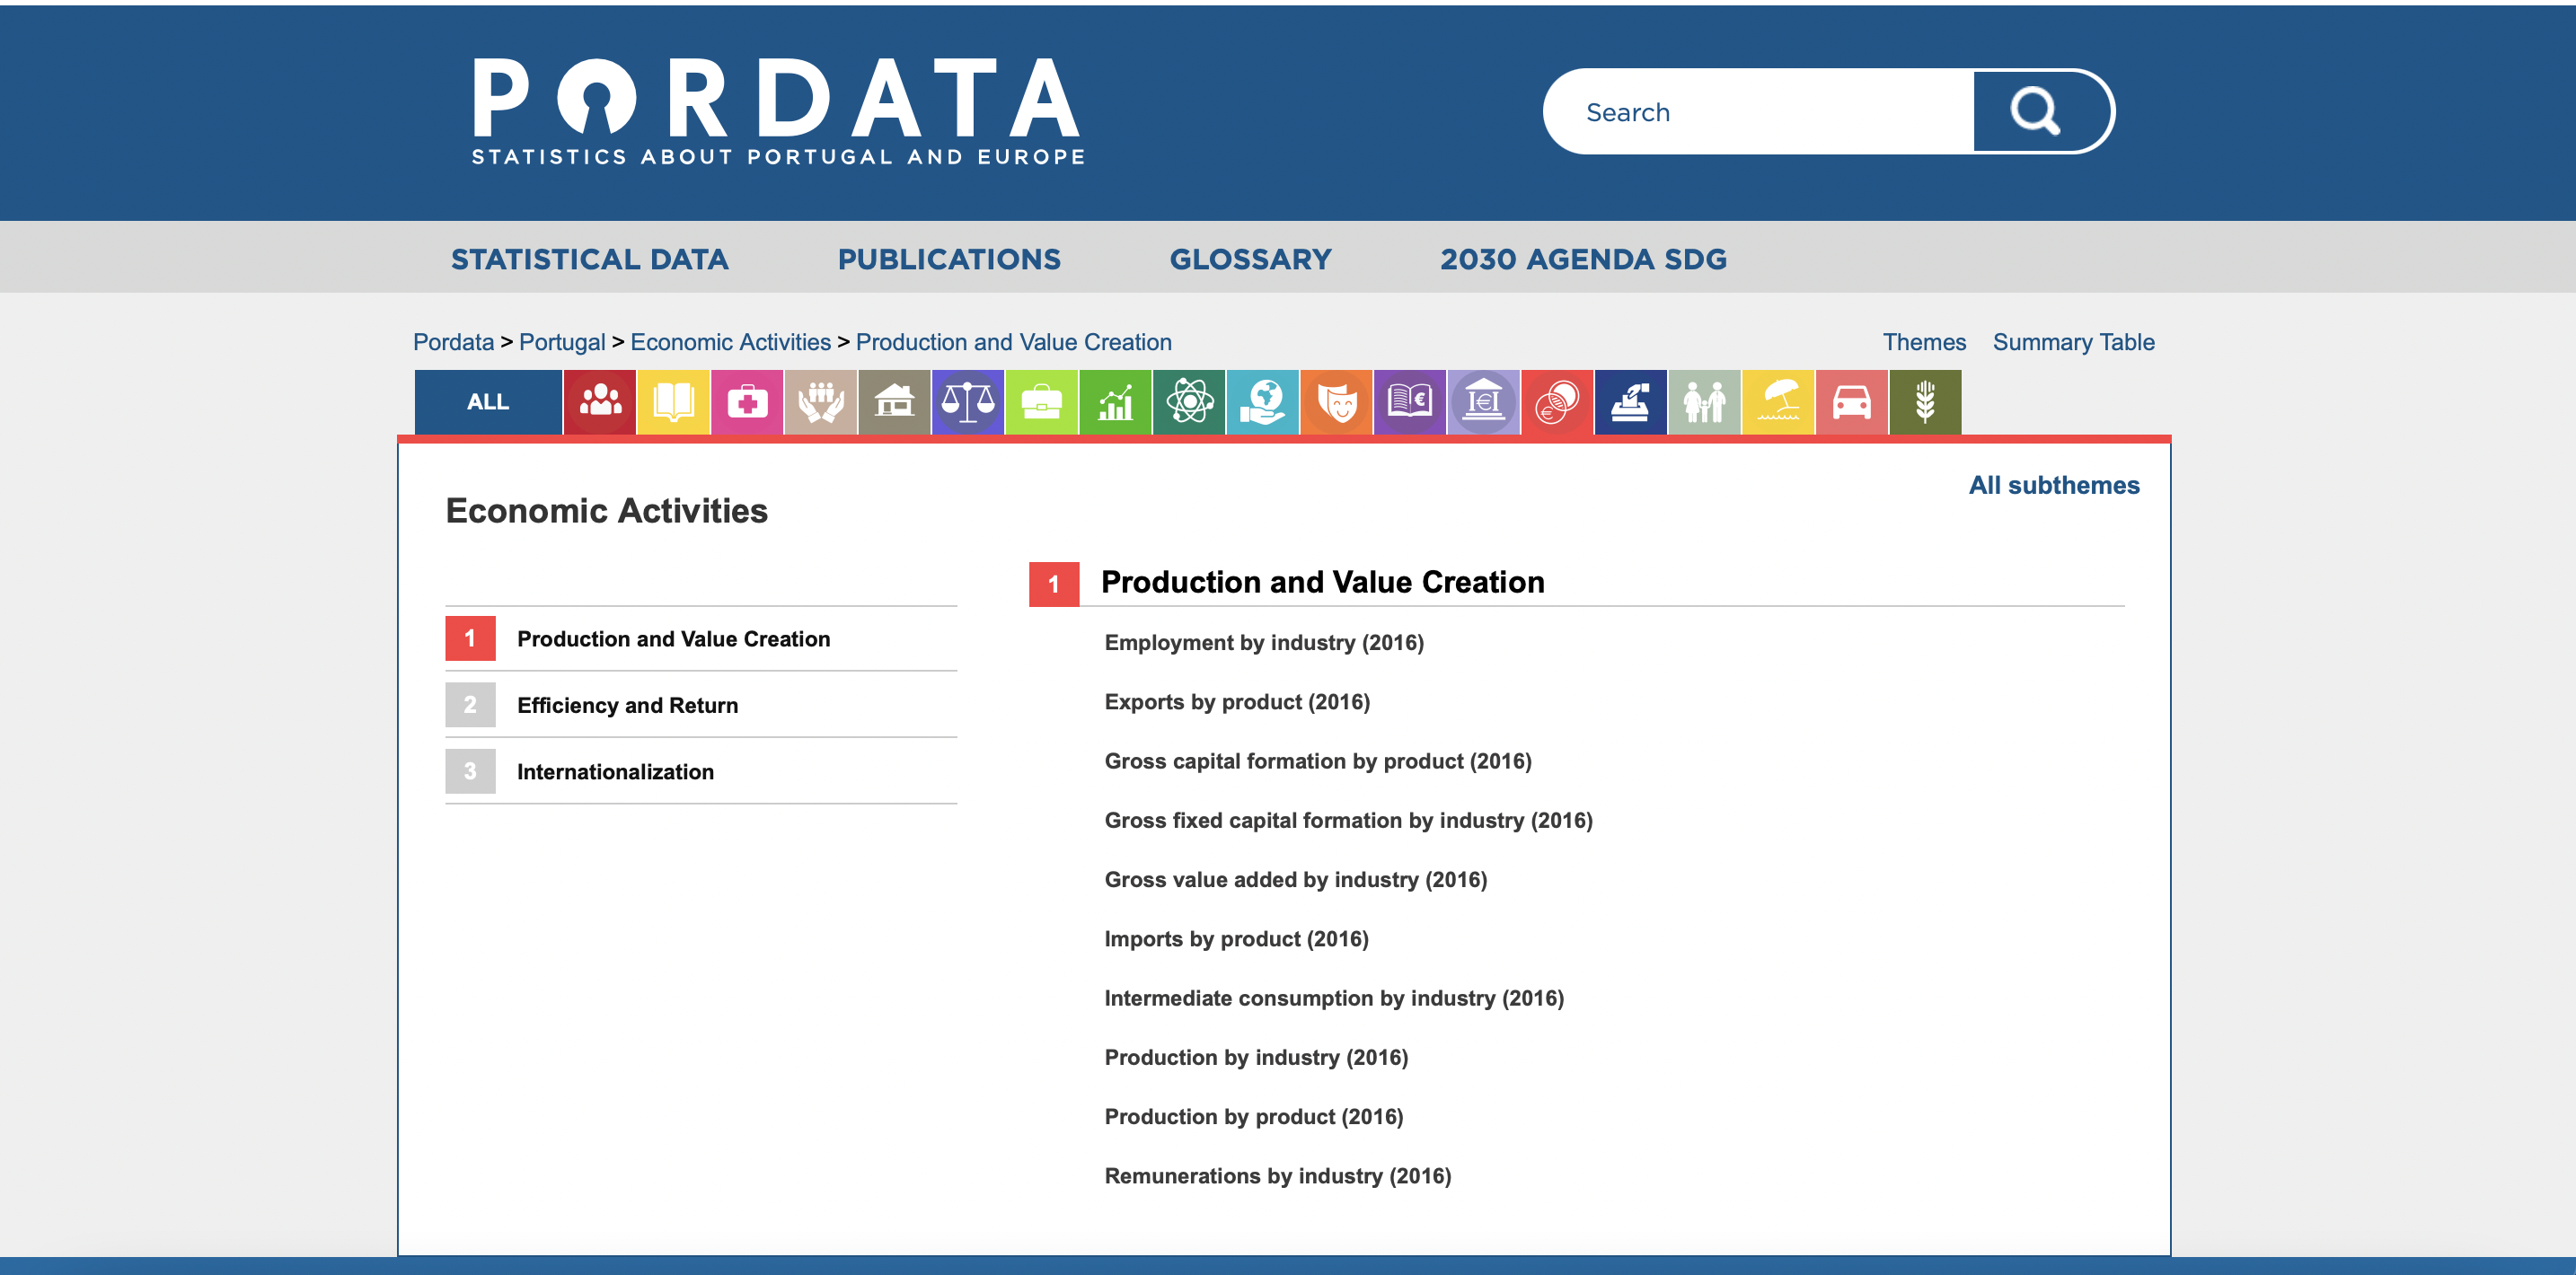 PORDATA
STATISTICS ABOUT PORTUGAL AND EUROPE
Search
STATISTICAL DATA PUBLICATIONS GLOSSARY 2030 AGENDA SDG
Pordata > Portugal > Economic Activities > Production and Value Creation
Themes Summary Table
ALL
All subthemes
Economic Activities
1 Production and Value Creation
2 Efficiency and Return
3 Internationalization
1 Production and Value Creation
Employment by industry (2016)
Exports by product (2016)
Gross capital formation by product (2016)
Gross fixed capital formation by industry (2016)
Gross value added by industry (2016)
Imports by product (2016)
Intermediate consumption by industry (2016)
Production by industry (2016)
Production by product (2016)
Remunerations by industry (2016)